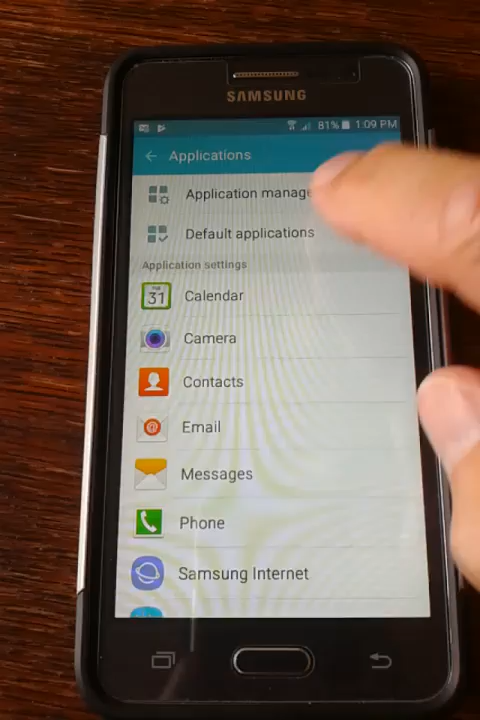 SAMSUNG
81% 1:09 PM
Applications
Application manage
Default applications
Application settings
31
Calendar
Camera
Contacts
@
Email
Messages
Phone
Samsung Internet